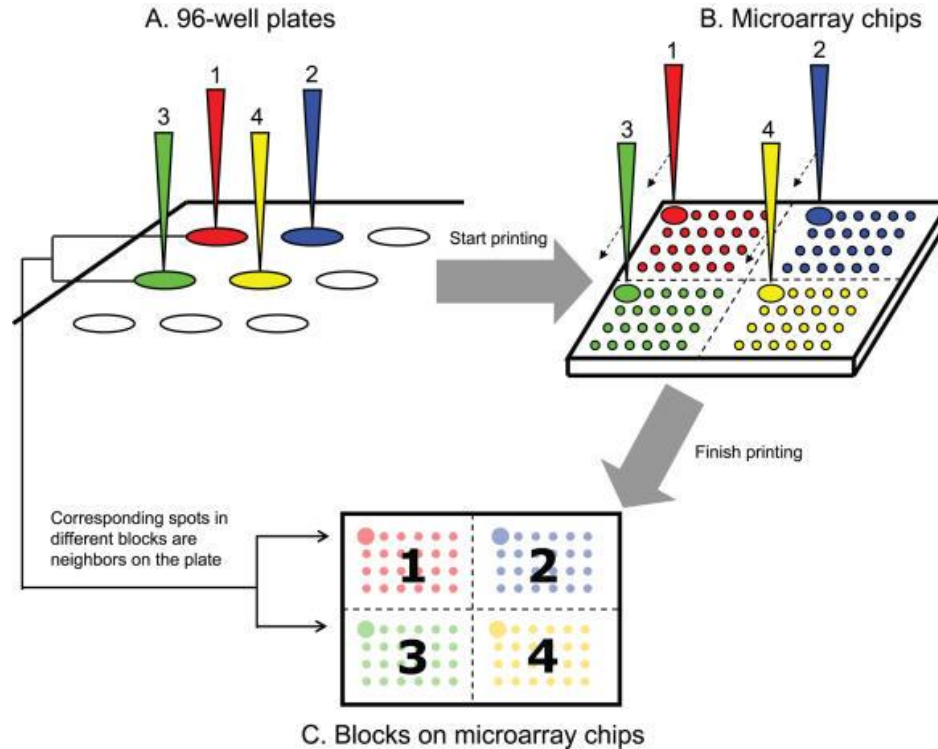 A. 96-well plates
B. Microarray chips
1
2
3
4
1
2
3
4
Start printing
Finish printing
Corresponding spots in
different blocks are
neighbors on the plate
1
2
3
4
C. Blocks on microarray chips